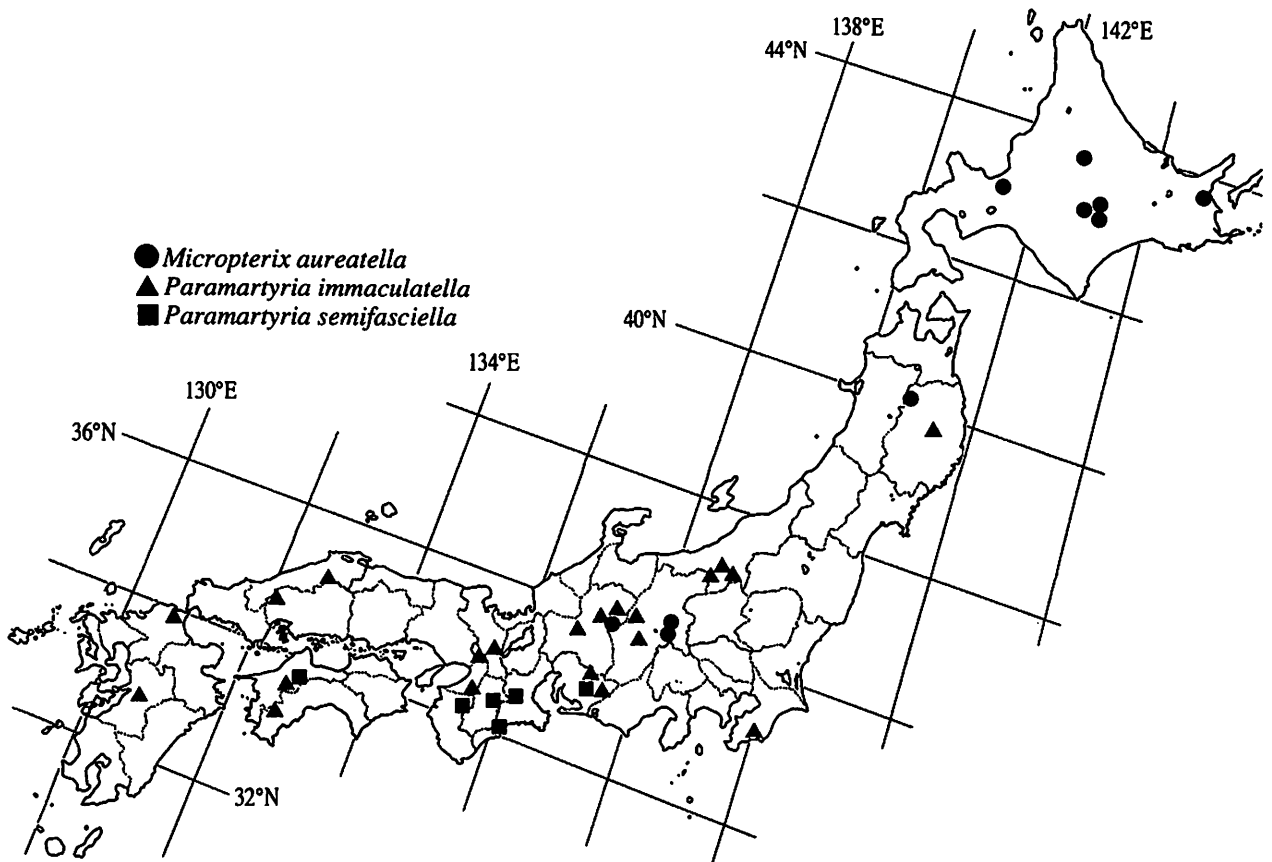 138°E
142°E
44°N
Micropterix aureatella
Paramartyria immaculatella
Paramartyria semifasciella
40°N
134°E
130°E
36°N
32°N